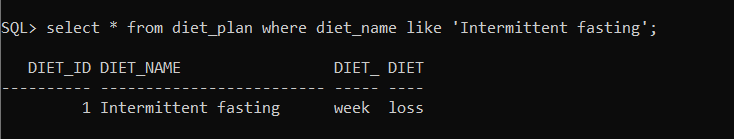 SQL> select * from diet_plan where diet_name like 'Intermittent fasting';
DIET_ID DIET_NAME DIET_ DIET
---------- ------------------------- ----- ----
1 Intermittent fasting week loss